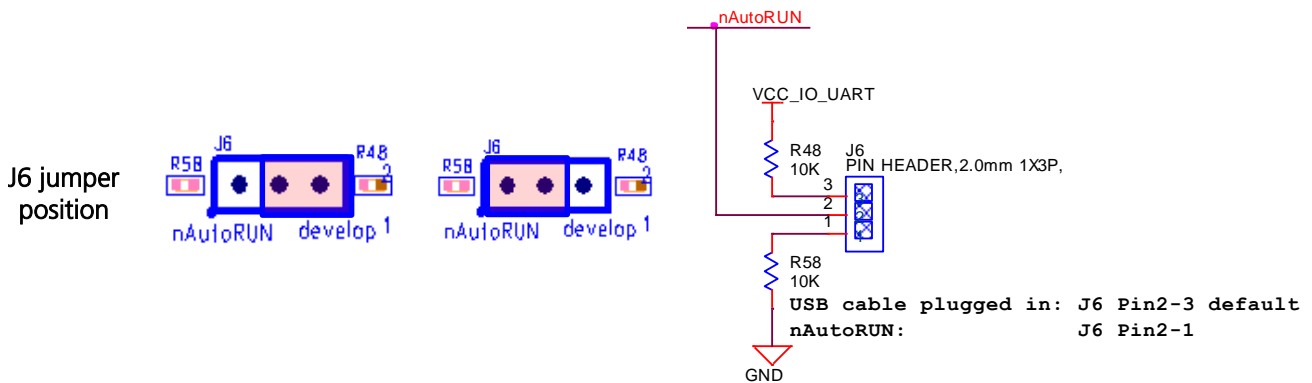 J6 jumper
position
R58
J6
R48
2
nAutoRUN
develop 1
R58
J6
R48
2
nAutoRUN
develop 1
nAutoRUN
VCC_IO_UART
R48
10K
J6
PIN HEADER,2.0mm 1X3P,
3
2
1
R58
10K
USB cable plugged in: J6 Pin2-3 default
nAutoRUN: J6 Pin2-1
GND